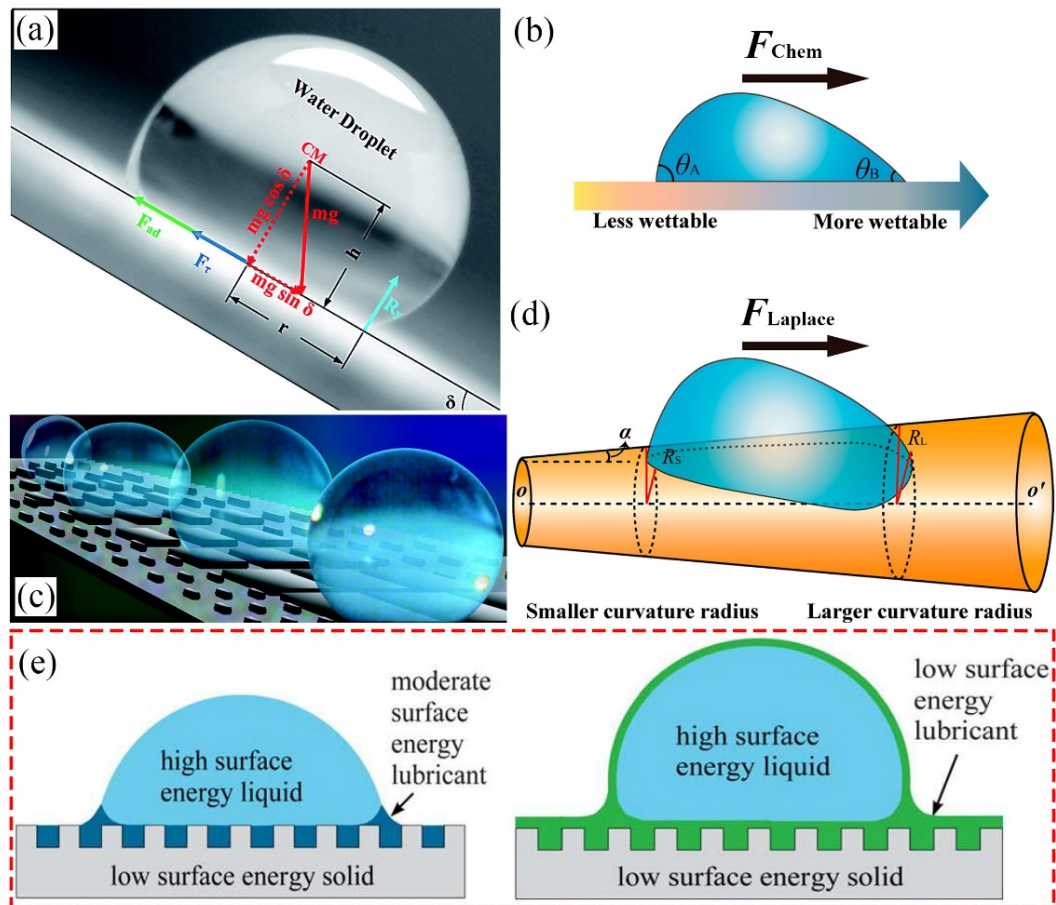 (a)
Water Droplet
CM
mg cos δ
mg
h
F_ad
F_τ
mg sin δ
r
R_y
δ
(b)
F_Chem
θ_A
θ_B
Less wettable
More wettable
(c)
(d)
F_Laplace
α
R_S
R_L
o
o'
Smaller curvature radius
Larger curvature radius
(e)
high surface
energy liquid
moderate
surface
energy
lubricant
low surface energy solid
high surface
energy liquid
low surface
energy
lubricant
low surface energy solid